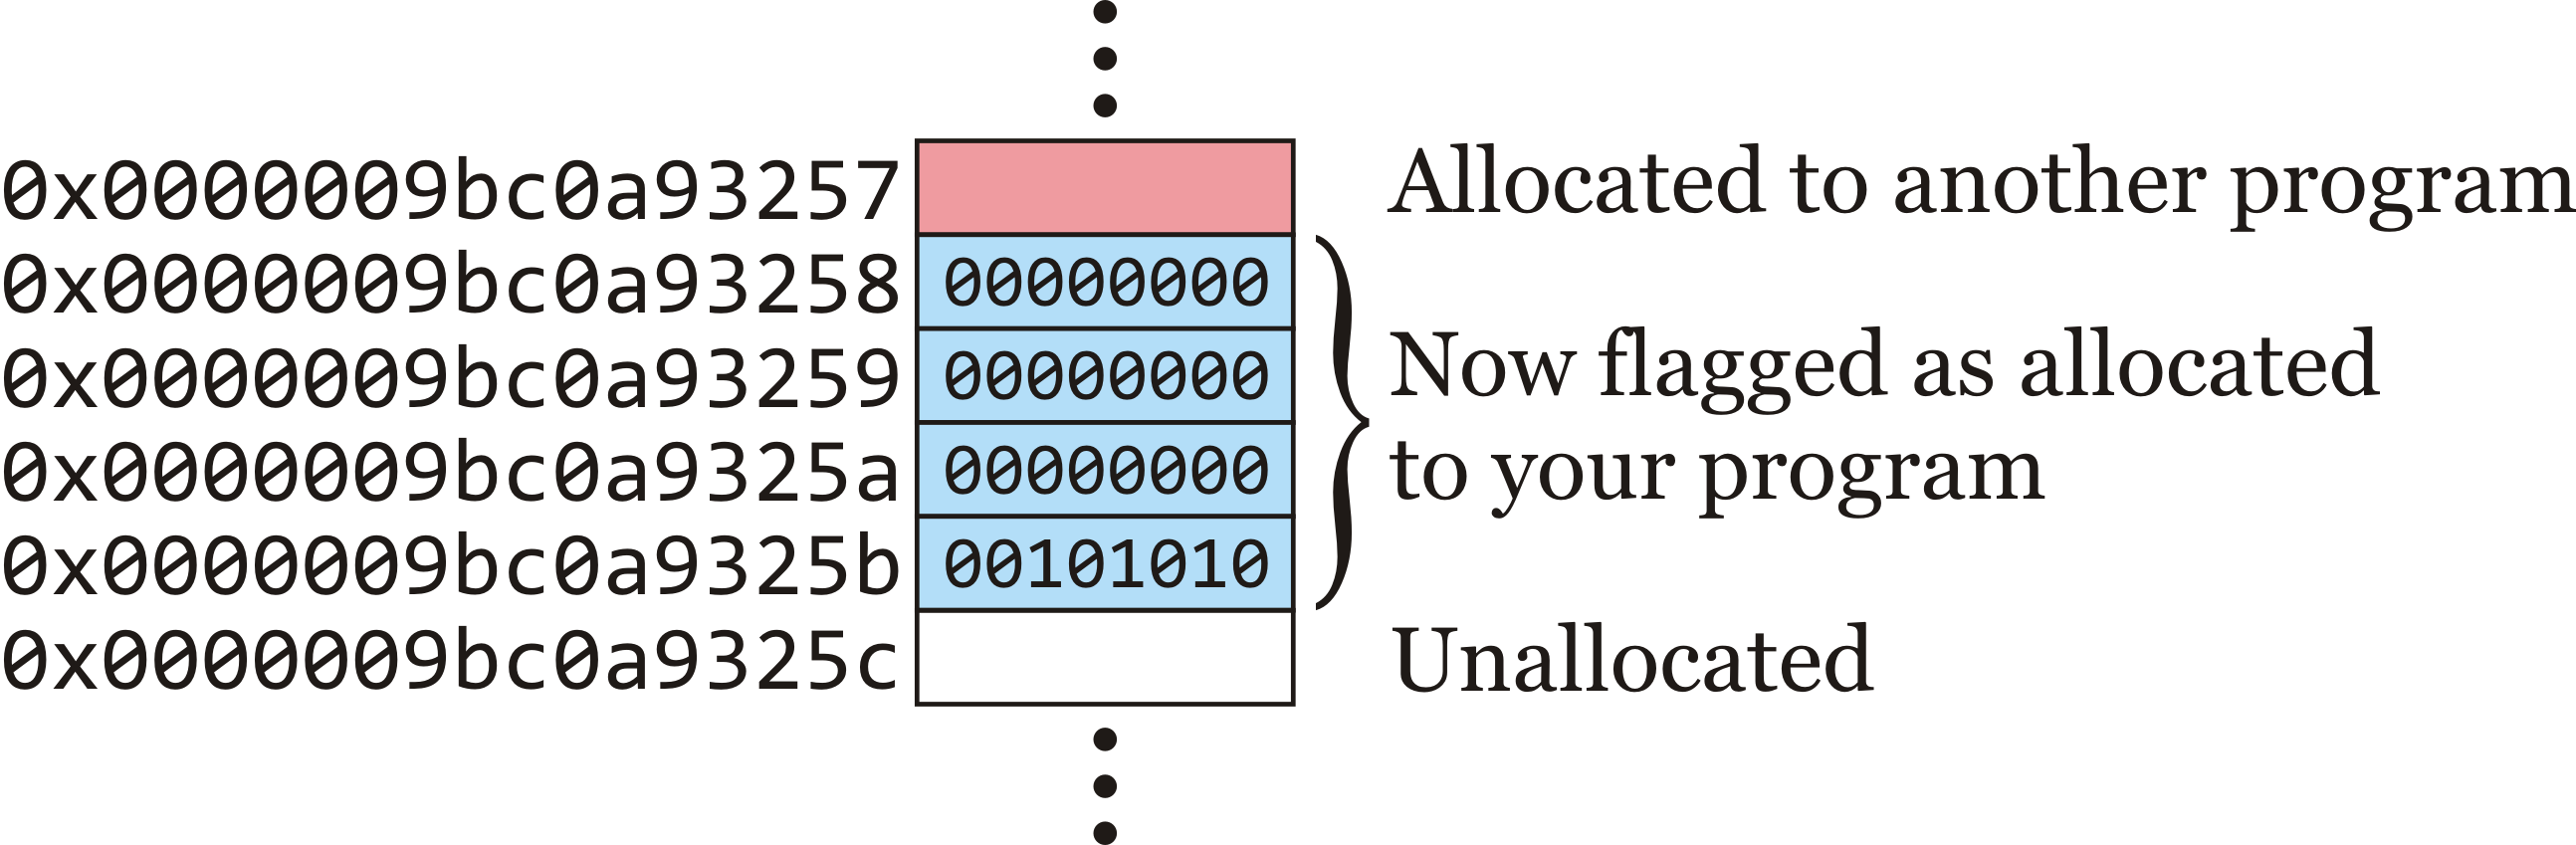 0x0000009bc0a93257 Allocated to another program
0x0000009bc0a93258 00000000
0x0000009bc0a93259 00000000 Now flagged as allocated
0x0000009bc0a9325a 00000000 to your program
0x0000009bc0a9325b 00101010
0x0000009bc0a9325c Unallocated